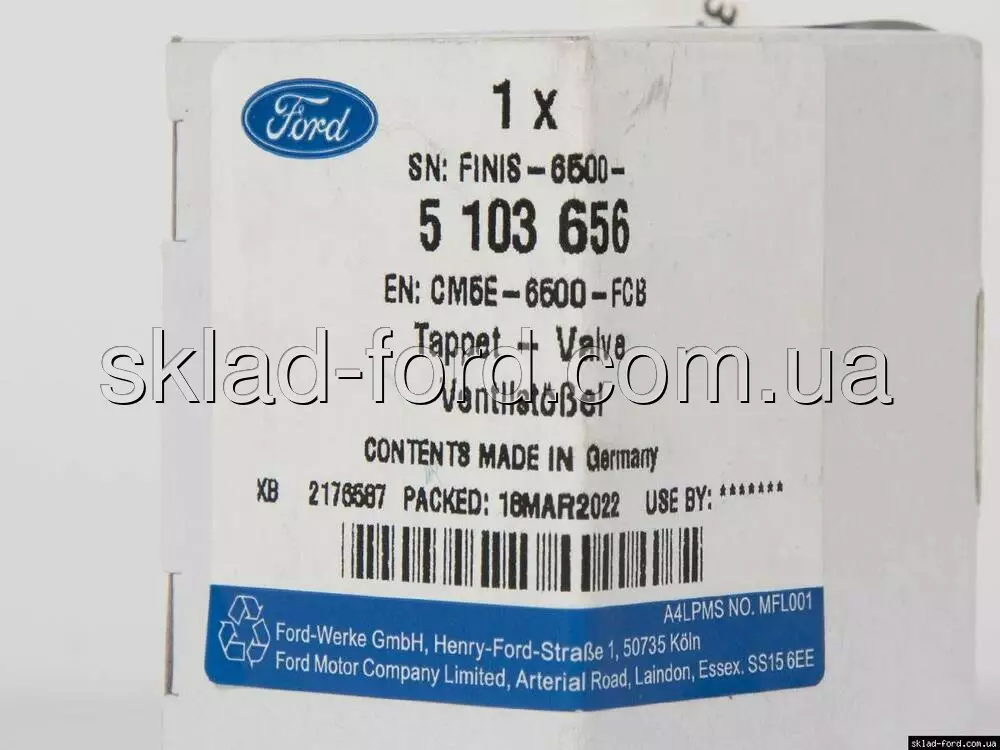 3
Ford
1 x
SN: FINIS-6500-
5 103 656
EN: CM5E-6500-FCB
Tappet - Valve
sklad-ford.com.ua
Ventilstößel
CONTENTS MADE IN Germany
XB 2176587 PACKED: 16MAR2022 USE BY: *******
A4LPMS NO. MFL001
Ford-Werke GmbH, Henry-Ford-Straße 1, 50735 Köln
Ford Motor Company Limited, Arterial Road, Laindon, Essex. SS15 6EE
sklad-ford.com.ua